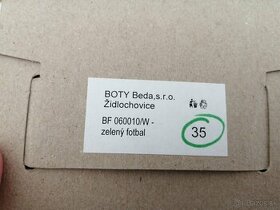 BOTY Beda,s.r.o.
Židlochovice
BF 060010/W -
zelený fotbal
35